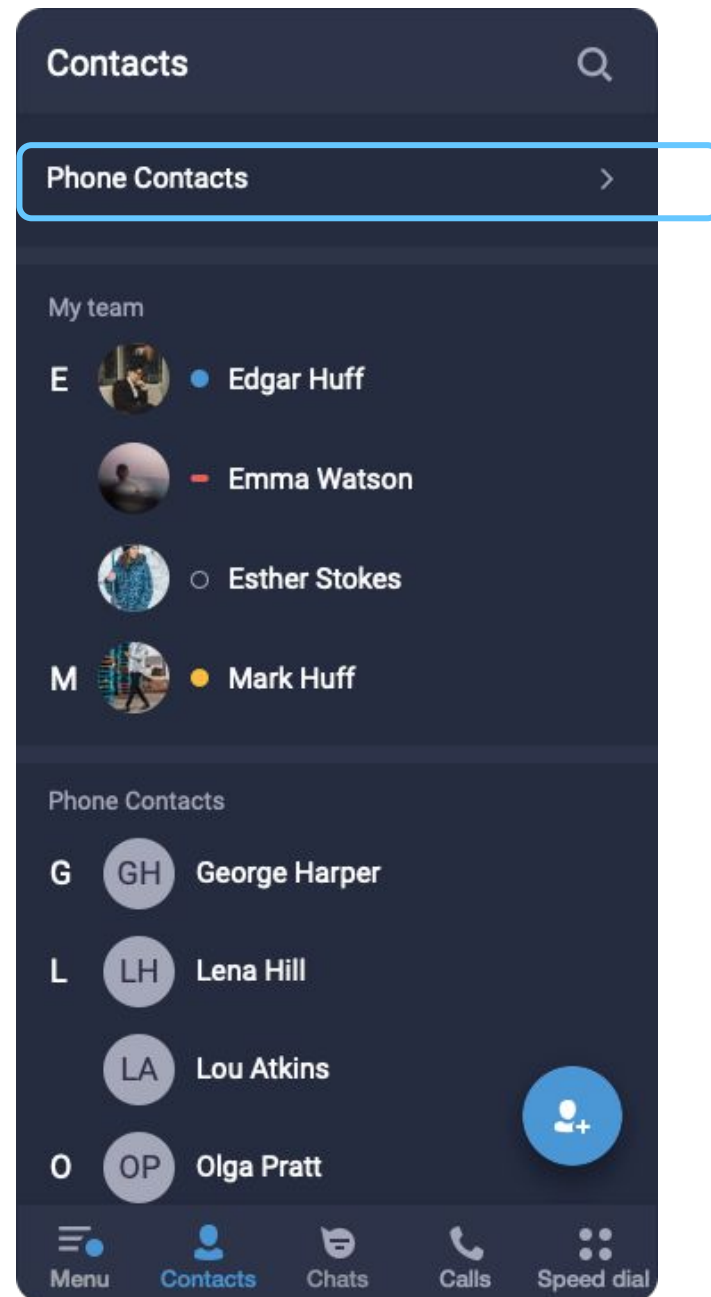 Contacts
Phone Contacts
My team
E Edgar Huff
Emma Watson
Esther Stokes
M Mark Huff
Phone Contacts
G GH George Harper
L LH Lena Hill
LA Lou Atkins
O OP Olga Pratt
Menu Contacts Chats Calls Speed dial